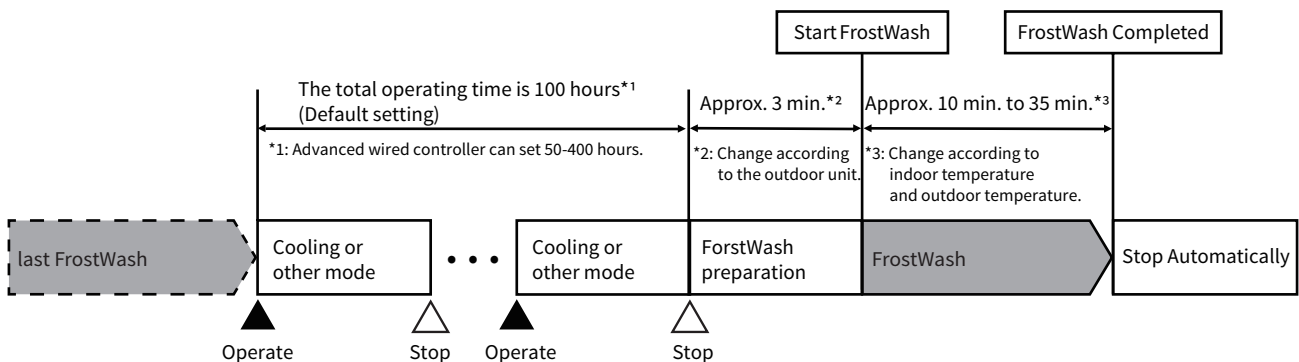 Start FrostWash
FrostWash Completed
The total operating time is 100 hours*1
(Default setting)
Approx. 3 min.*2
Approx. 10 min. to 35 min.*3
*1: Advanced wired controller can set 50-400 hours.
*2: Change according
to the outdoor unit.
*3: Change according to
indoor temperature
and outdoor temperature.
last FrostWash
Cooling or
other mode
Cooling or
other mode
ForstWash
preparation
FrostWash
Stop Automatically
Operate
Stop
Operate
Stop